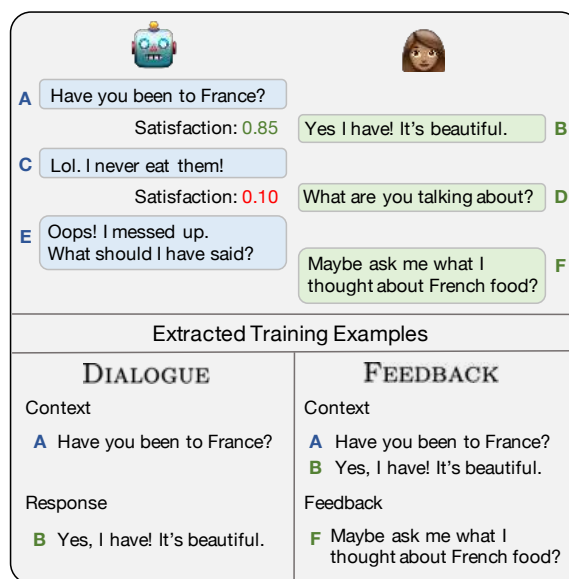 A Have you been to France?
Satisfaction: 0.85
Yes I have! It's beautiful. B
C Lol. I never eat them!
Satisfaction: 0.10
What are you talking about? D
E Oops! I messed up.
What should I have said?
Maybe ask me what I
thought about French food? F
Extracted Training Examples
DIALOGUE
Context
A Have you been to France?
Response
B Yes, I have! It's beautiful.
FEEDBACK
Context
A Have you been to France?
B Yes, I have! It's beautiful.
Feedback
F Maybe ask me what I
thought about French food?